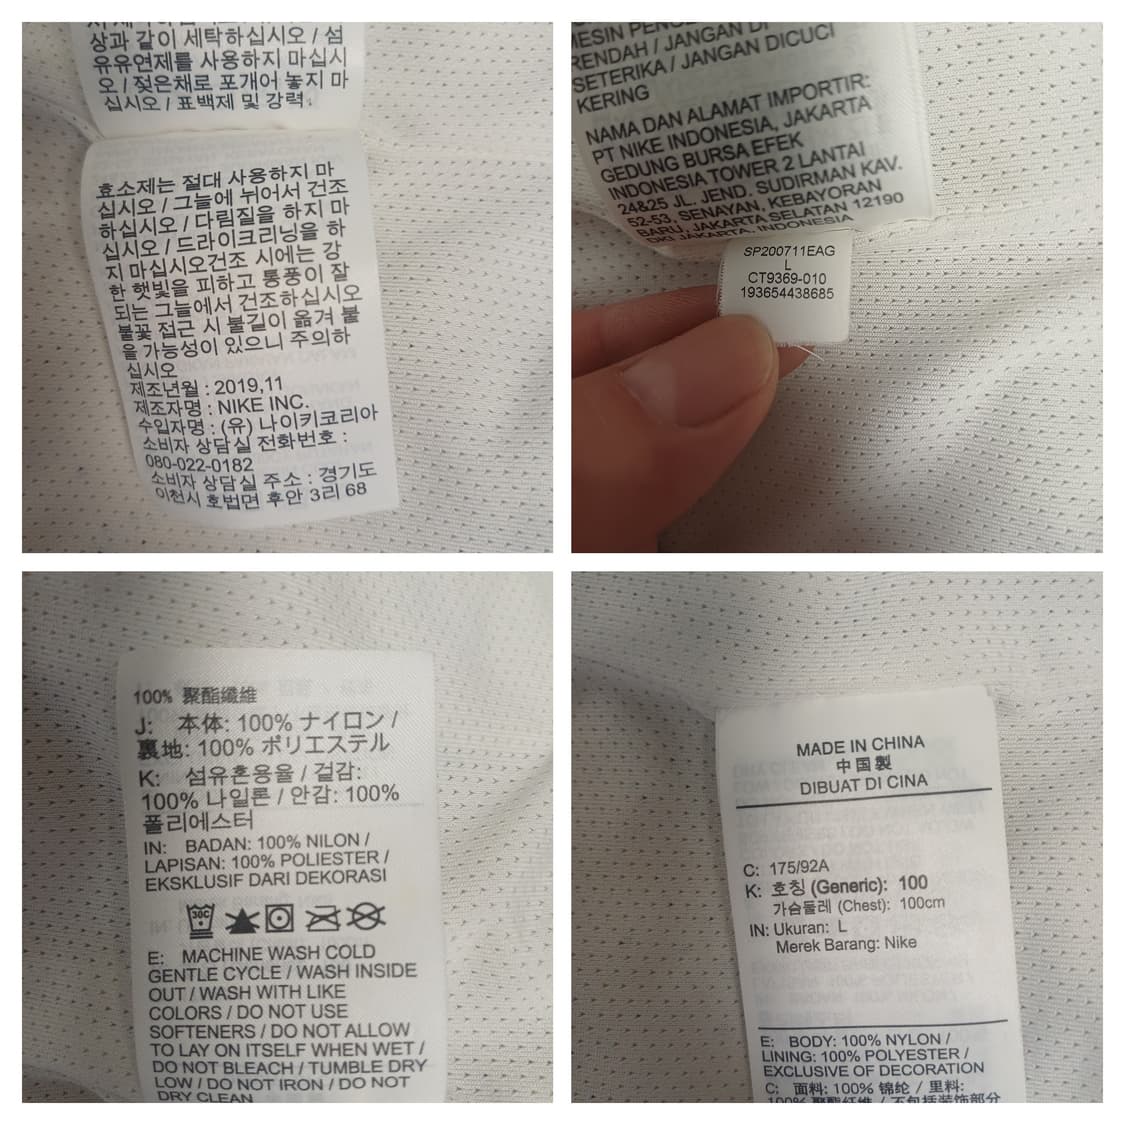 상과 같이 세탁하십시오 / 섬
유유연제를 사용하지 마십시
오 / 젖은채로 포개어 놓지 마
십시오 / 표백제 및 강력.
효소제는 절대 사용하지 마
십시오 / 그늘에 뉘어서 건조
하십시오 / 다림질을 하지 마
십시오 / 드라이크리닝을 하
지 마십시오건조 시에는 강
한 햇빛을 피하고 통풍이 잘
되는 그늘에서 건조하십시오
불꽃 접근 시 불길이 옮겨 붙
을 가능성이 있으니 주의하
십시오
제조년월 : 2019.11
제조자명 : NIKE INC.
수입자명 : (유) 나이키코리아
소비자 상담실 전화번호 :
080-022-0182
소비자 상담실 주소 : 경기도
이천시 호법면 후안 3리 68
MESIN
RENDAH / JANGAN DI
SETERIKA / JANGAN DICUCI
KERING
NAMA DAN ALAMAT IMPORTIR:
PT NIKE INDONESIA, JAKARTA
GEDUNG BURSA EFEK
INDONESIA TOWER 2 LANTAI
24&25 JL. JEND. SUDIRMAN KAV.
52-53, SENAYAN, KEBAYORAN
BARU, JAKARTA SELATAN 12190
DKI JAKARTA, INDONESIA
SP200711EAG
L
CT9369-010
193654438685
100% 聚酯纖維
J: 本体: 100% ナイロン /
裏地: 100% ポリエステル
K: 섬유혼용율 / 겉감:
100% 나일론 / 안감: 100%
폴리에스터
IN: BADAN: 100% NILON /
LAPISAN: 100% POLIESTER /
EKSKLUSIF DARI DEKORASI
30C
E: MACHINE WASH COLD
GENTLE CYCLE / WASH INSIDE
OUT / WASH WITH LIKE
COLORS / DO NOT USE
SOFTENERS / DO NOT ALLOW
TO LAY ON ITSELF WHEN WET /
DO NOT BLEACH / TUMBLE DRY
LOW / DO NOT IRON / DO NOT
DRY CLEAN
MADE IN CHINA
中国製
DIBUAT DI CINA
C: 175/92A
K: 호칭 (Generic): 100
가슴둘레 (Chest): 100cm
IN: Ukuran: L
Merek Barang: Nike
E: BODY: 100% NYLON /
LINING: 100% POLYESTER /
EXCLUSIVE OF DECORATION
C: 面料: 100% 锦纶 / 里料:
100% 聚酯纤维 / 不包括装饰部分